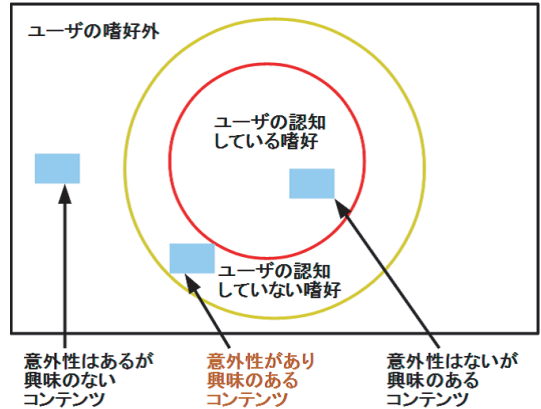 ユーザの嗜好外
ユーザの認知
している嗜好
ユーザの認知
していない嗜好
意外性はあるが
興味のない
コンテンツ
意外性があり
興味のある
コンテンツ
意外性はないが
興味のある
コンテンツ